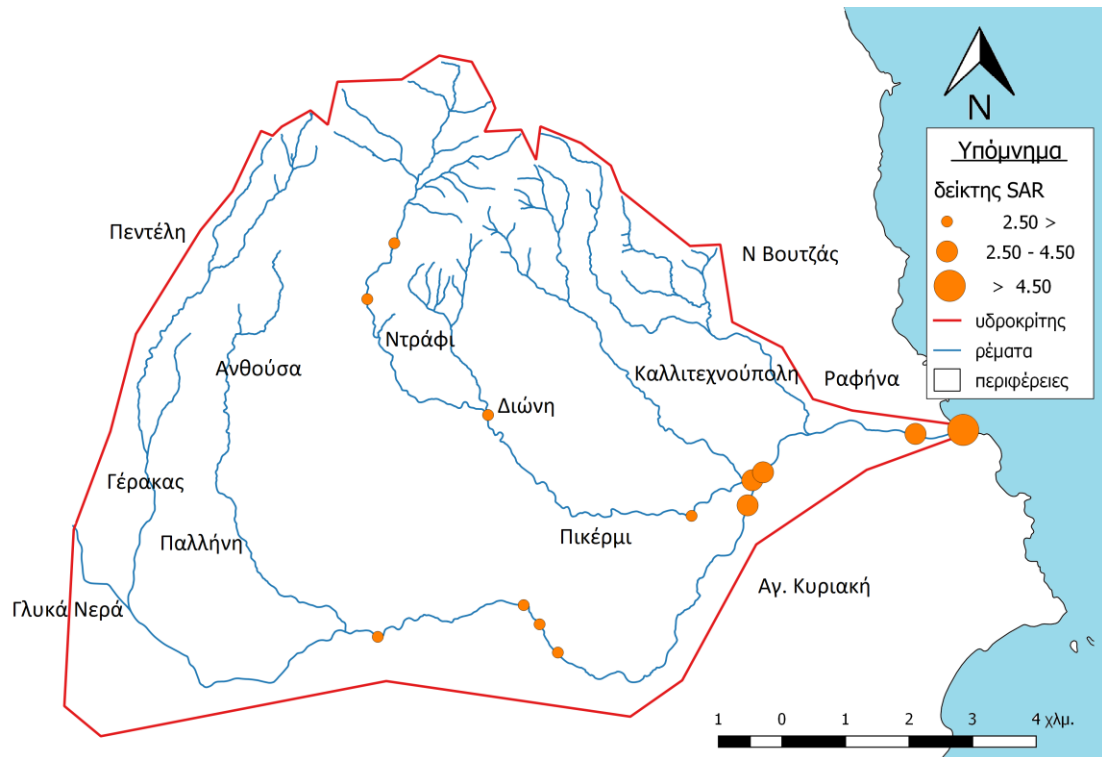 N
Υπόμνημα
δείκτης SAR
2.50 >
2.50 - 4.50
> 4.50
υδροκρίτης
ρέματα
περιφέρειες
Πεντέλη
Ν Βουτζάς
Ντράφι
Ανθούσα
Καλλιτεχνούπολη
Ραφήνα
Διώνη
Γέρακας
Παλλήνη
Πικέρμι
Αγ. Κυριακή
Γλυκά Νερά
1 0 1 2 3 4 χλμ.